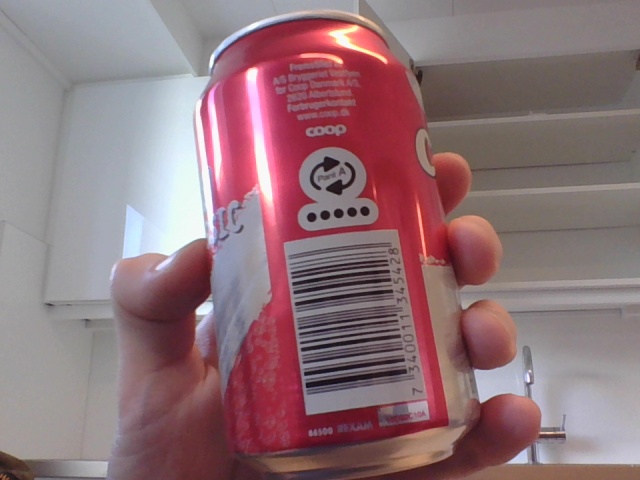 Fremstillet af
A/S Bryggeriet Vestfyen
for Coop Danmark A/S,
2620 Albertslund.
Forbrugerkontakt
www.coop.dk
coop
Pant A
7 340011 345428
66500 REXAM